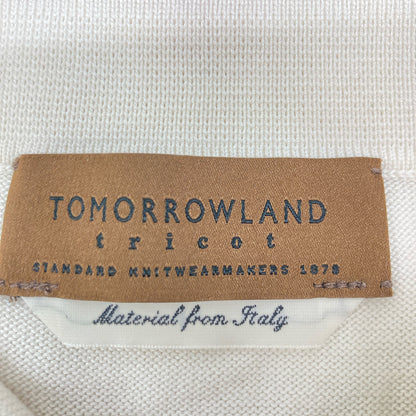 TOMORROWLAND
tricot
STANDARD KNITWEARMAKERS 1978
Material from Italy